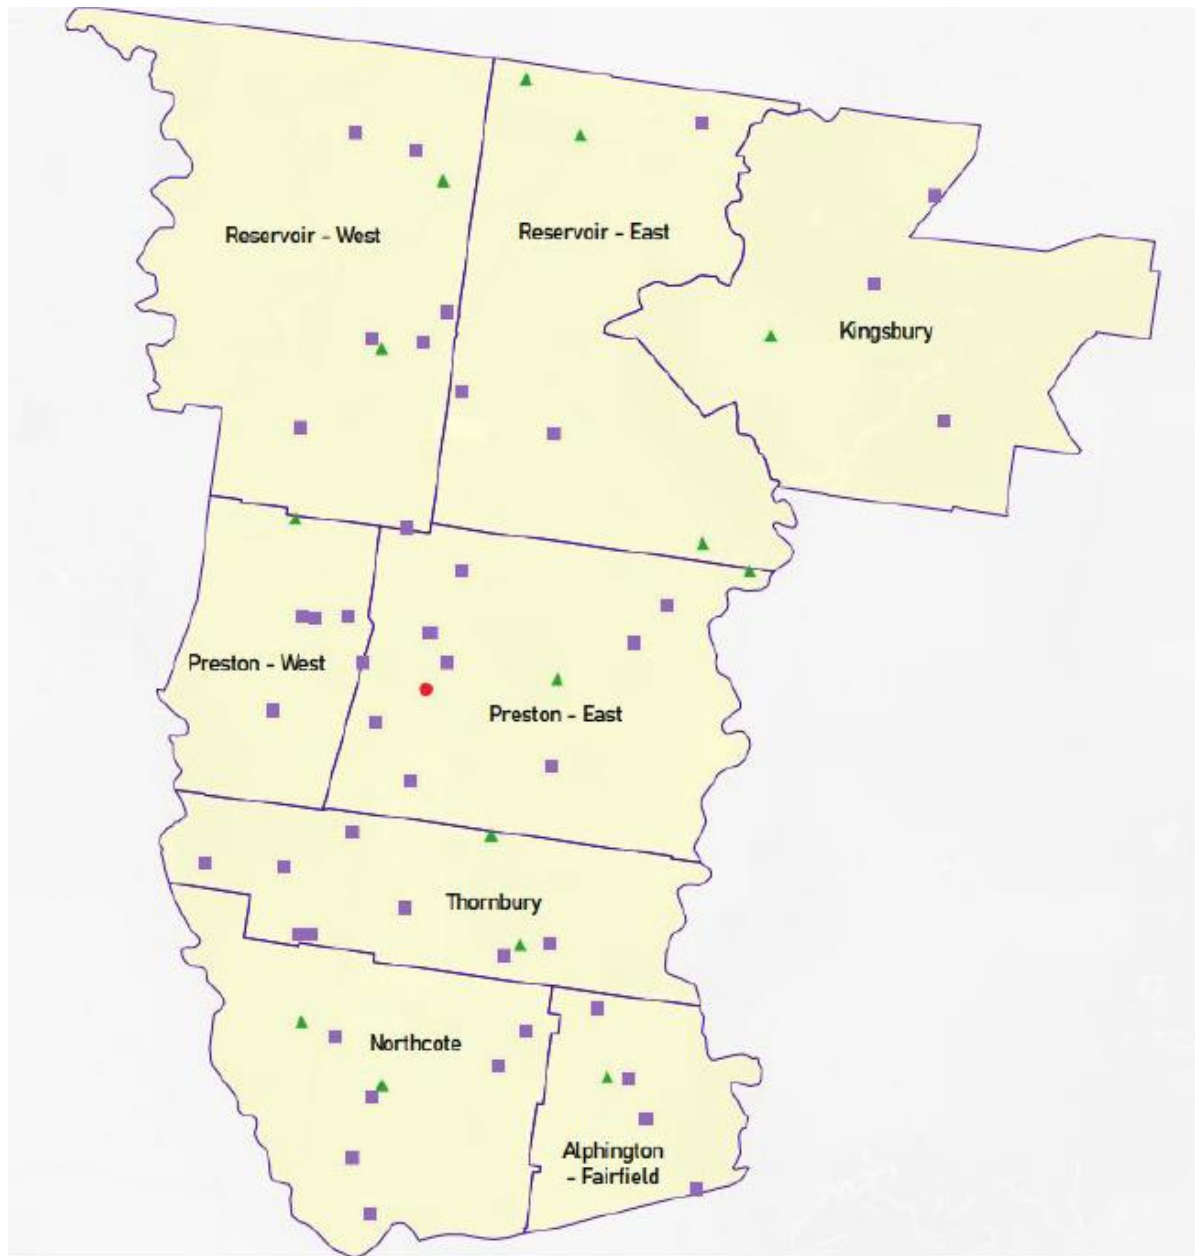 Reservoir - West
Reservoir - East
Kingsbury
Preston - West
Preston - East
Thornbury
Northcote
Alphington
- Fairfield